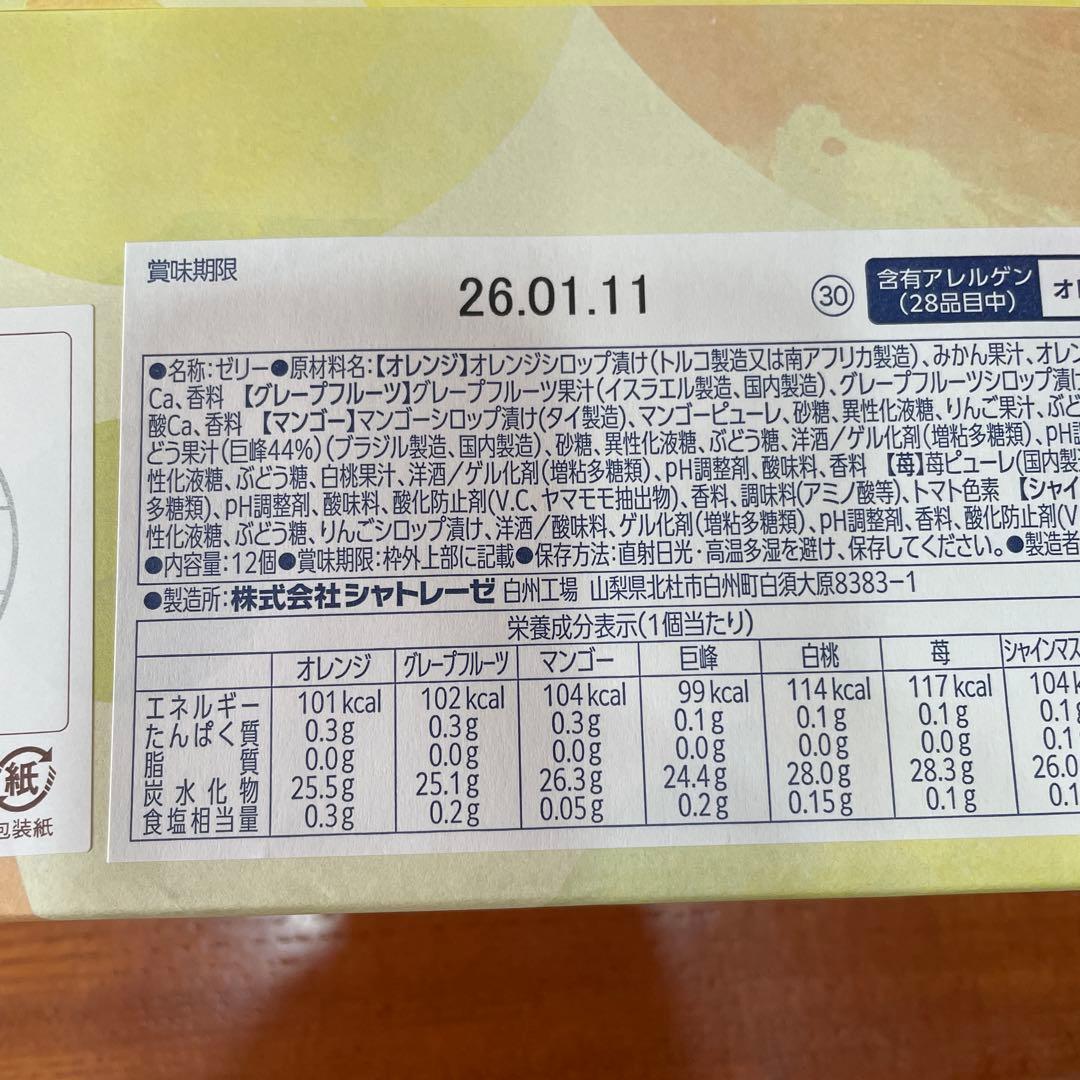 賞味期限
26.01.11
㉚
含有アレルゲン
(28品目中)
オレ
●名称:ゼリー●原材料名:【オレンジ】オレンジシロップ漬け(トルコ製造又は南アフリカ製造)、みかん果汁、オレン
Ca、香料 【グレープフルーツ】グレープフルーツ果汁(イスラエル製造、国内製造)、グレープフルーツシロップ漬け
酸Ca、香料 【マンゴー】マンゴーシロップ漬け(タイ製造)、マンゴーピューレ、砂糖、異性化液糖、りんご果汁、ぶど
どう果汁(巨峰44%)(ブラジル製造、国内製造)、砂糖、異性化液糖、ぶどう糖、洋酒/ゲル化剤(増粘多糖類)、pH調
性化液糖、ぶどう糖、白桃果汁、洋酒/ゲル化剤(増粘多糖類)、pH調整剤、酸味料、香料 【苺】苺ピューレ(国内製
多糖類)、pH調整剤、酸味料、酸化防止剤(V.C、ヤマモモ抽出物)、香料、調味料(アミノ酸等)、トマト色素 【シャイ
性化液糖、ぶどう糖、りんごシロップ漬け、洋酒/酸味料、ゲル化剤(増粘多糖類)、pH調整剤、香料、酸化防止剤(V
●内容量:12個●賞味期限:枠外上部に記載●保存方法:直射日光・高温多湿を避け、保存してください。●製造者
●製造所:株式会社シャトレーゼ 白州工場 山梨県北杜市白州町白須大原8383-1
栄養成分表示(1個当たり)
オレンジ グレープフルーツ マンゴー 巨峰 白桃 苺 シャインマス
エネルギー 101kcal 102kcal 104kcal 99kcal 114kcal 117kcal 104k
たんぱく質 0.3g 0.3g 0.3g 0.1g 0.1g 0.1g 0.1g
脂質 0.0g 0.0g 0.0g 0.0g 0.0g 0.0g 0.1
炭水化物 25.5g 25.1g 26.3g 24.4g 28.0g 28.3g 26.0
食塩相当量 0.3g 0.2g 0.05g 0.2g 0.15g 0.1g 0.1
紙
包装紙